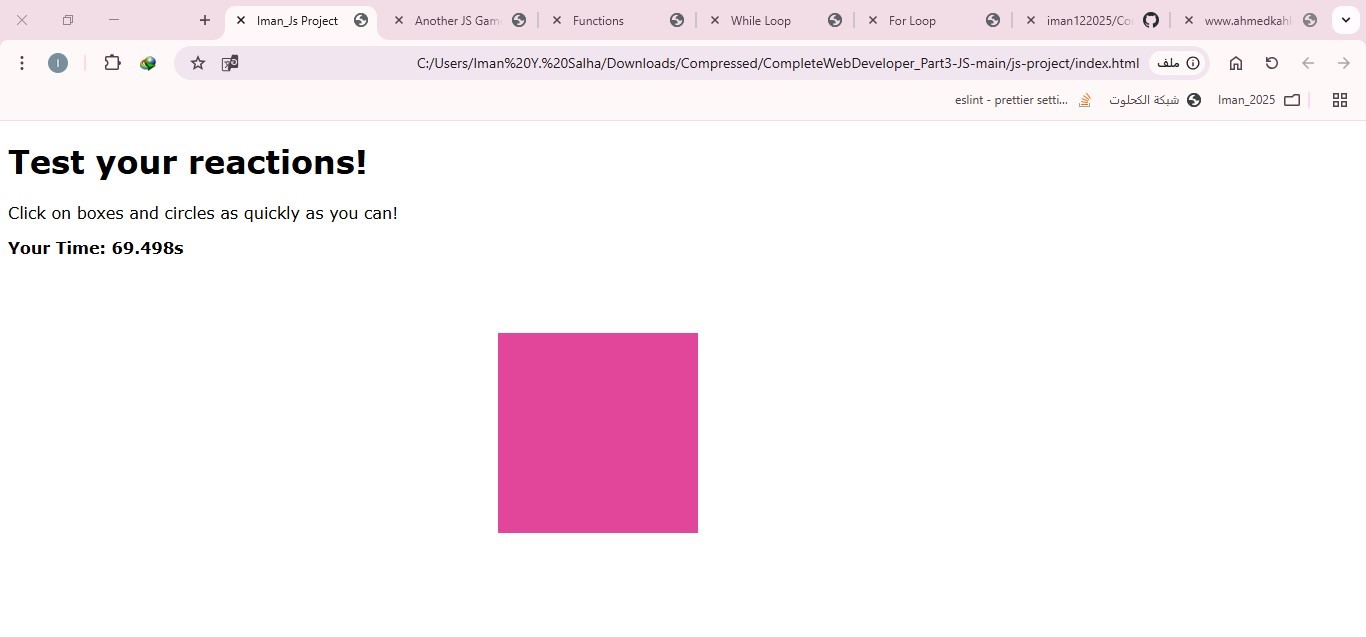 Iman_Js Project
Another JS Gam
Functions
While Loop
For Loop
iman122025/Co
www.ahmedkahl
C:/Users/Iman%20Y.%20Salha/Downloads/Compressed/CompleteWebDeveloper_Part3-JS-main/js-project/index.html
ملف
I
eslint - prettier setti...
شبكة الكحلوت
Iman_2025
Test your reactions!
Click on boxes and circles as quickly as you can!
Your Time: 69.498s